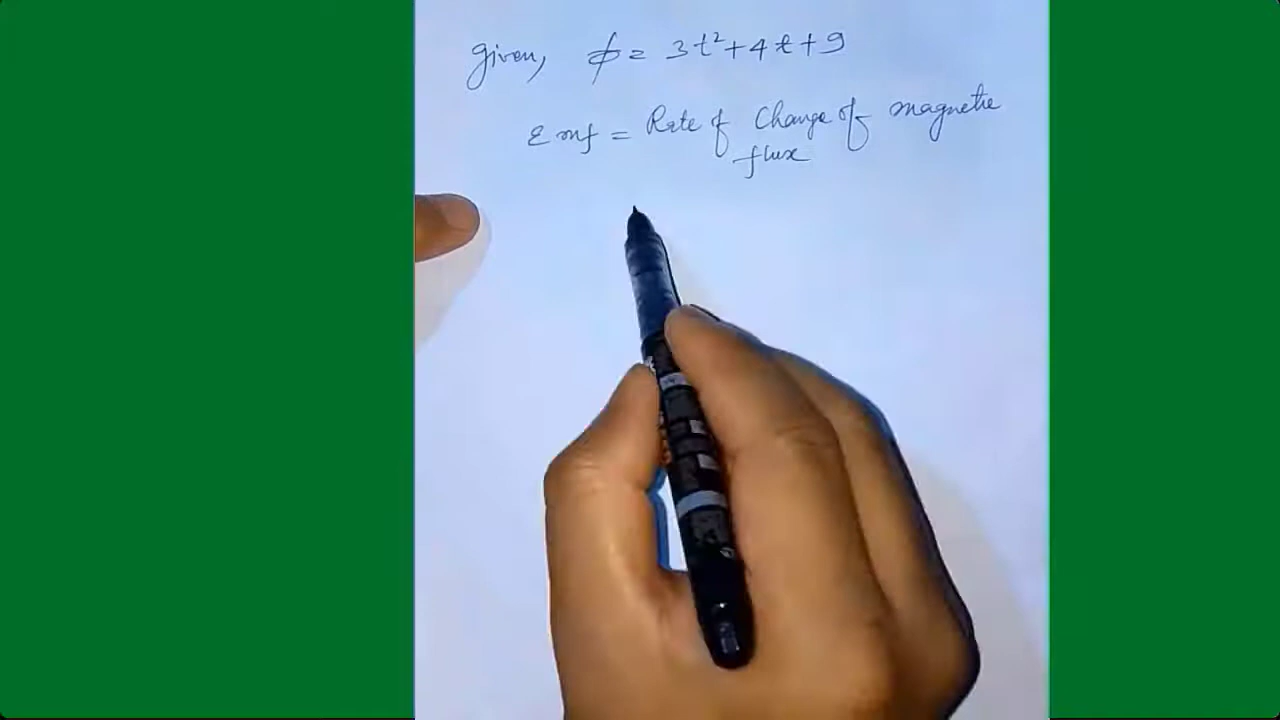 Given, ϕ = 3t²+4t+9
Emf = Rate of Change of magnetic
flux